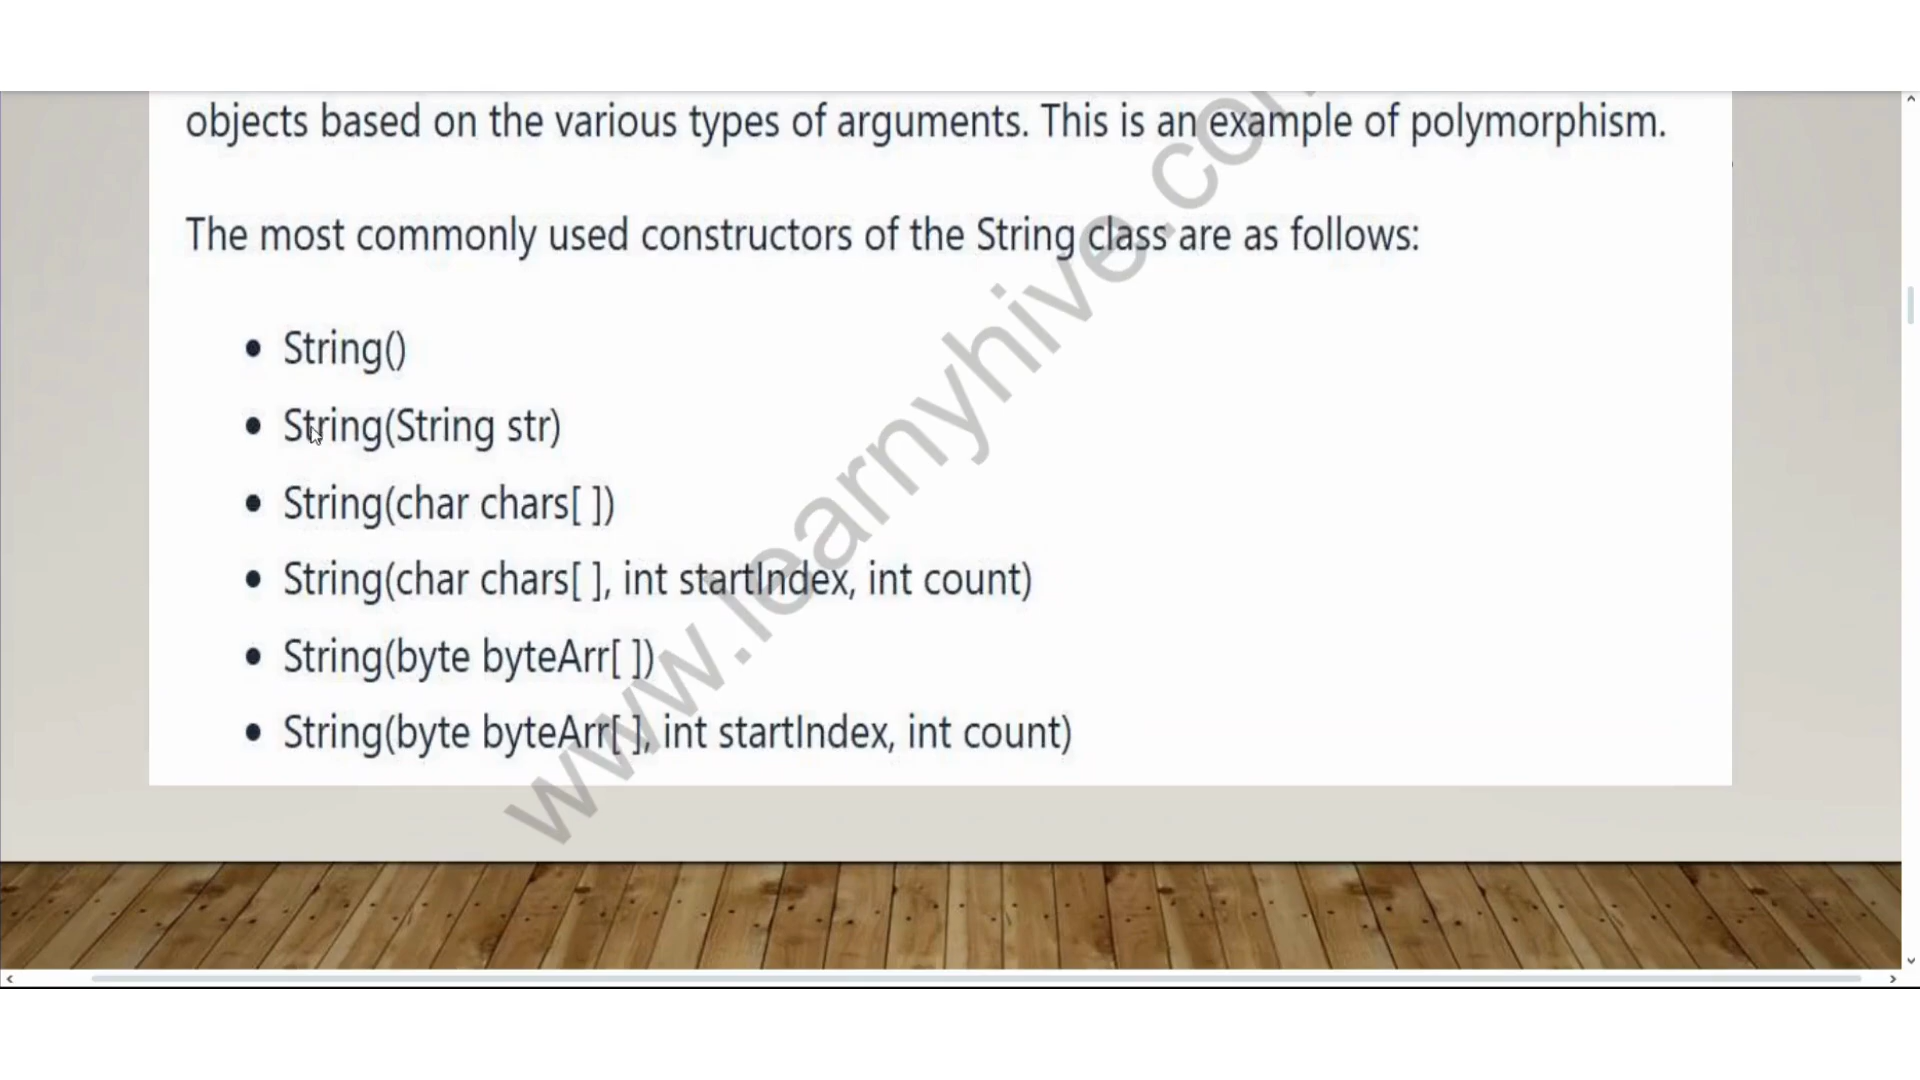 objects based on the various types of arguments. This is an example of polymorphism.
The most commonly used constructors of the String class are as follows:
• String()
• String(String str)
• String(char chars[ ])
• String(char chars[ ], int startIndex, int count)
• String(byte byteArr[ ])
• String(byte byteArr[ ], int startIndex, int count)
www.learnyhive.com